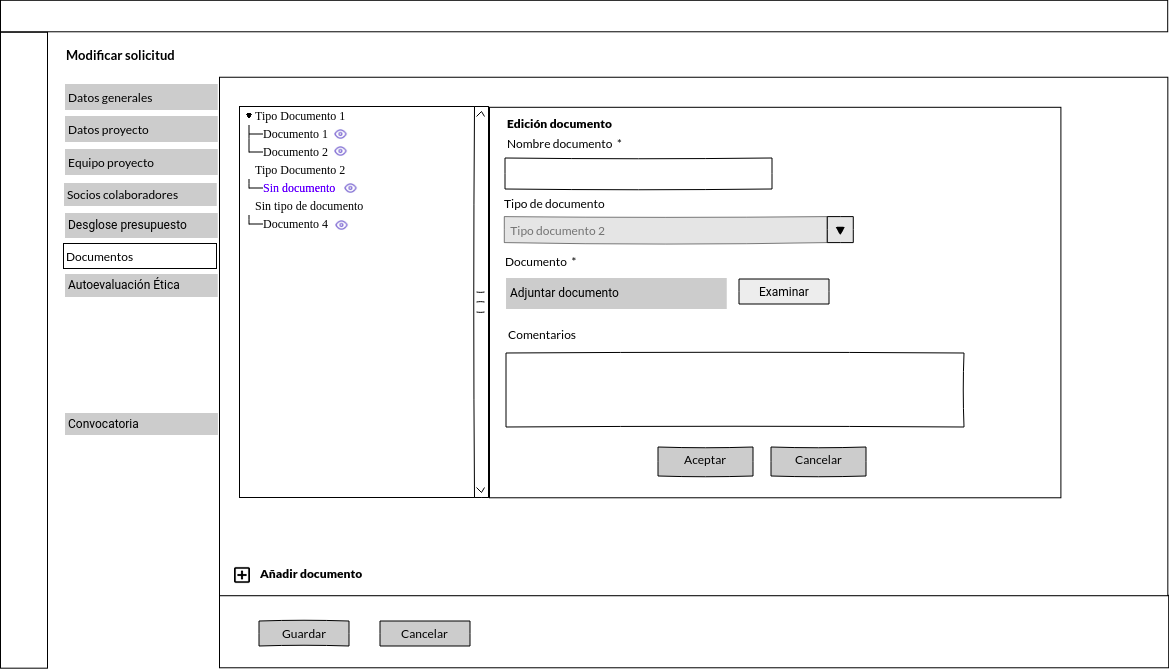 Modificar solicitud
Datos generales
Datos proyecto
Equipo proyecto
Socios colaboradores
Desglose presupuesto
Documentos
Autoevaluación Ética
Convocatoria
Tipo Documento 1
Documento 1
Documento 2
Tipo Documento 2
Sin documento
Sin tipo de documento
Documento 4
Edición documento
Nombre documento *
Tipo de documento
Tipo documento 2
Documento *
Adjuntar documento
Examinar
Comentarios
Aceptar
Cancelar
Añadir documento
Guardar
Cancelar